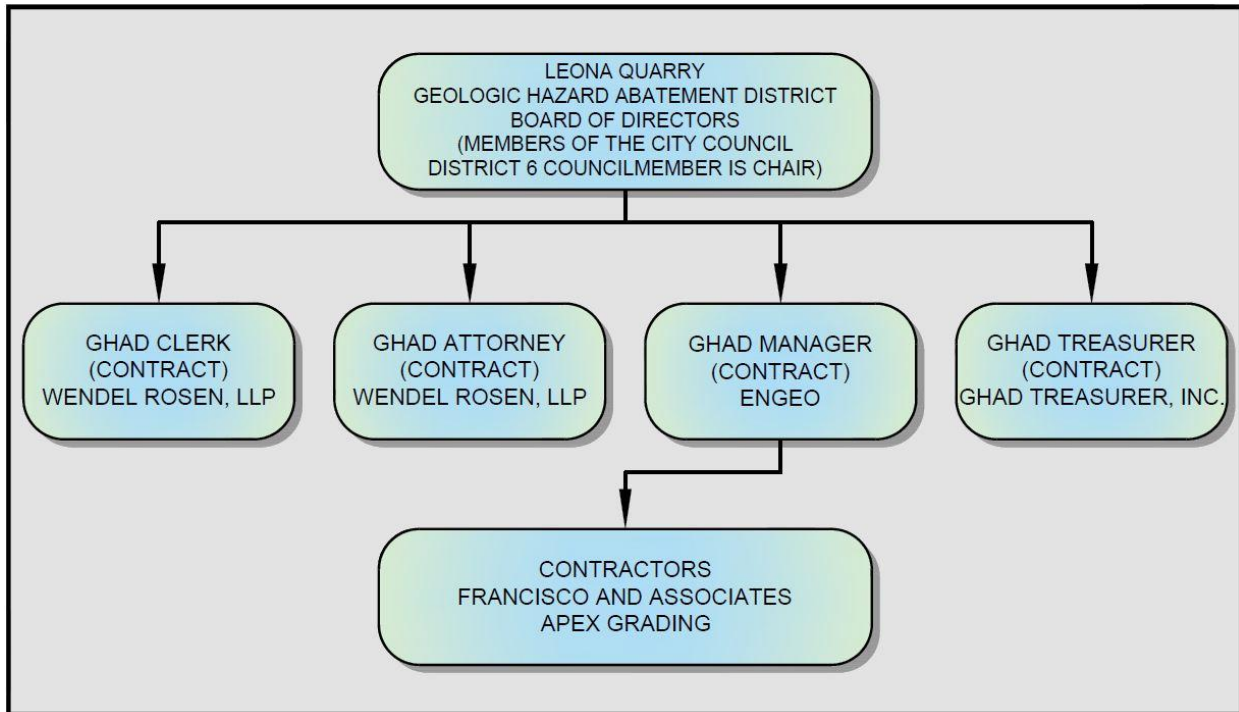 LEONA QUARRY
GEOLOGIC HAZARD ABATEMENT DISTRICT
BOARD OF DIRECTORS
(MEMBERS OF THE CITY COUNCIL
DISTRICT 6 COUNCILMEMBER IS CHAIR)
GHAD CLERK
(CONTRACT)
WENDEL ROSEN, LLP
GHAD ATTORNEY
(CONTRACT)
WENDEL ROSEN, LLP
GHAD MANAGER
(CONTRACT)
ENGEO
GHAD TREASURER
(CONTRACT)
GHAD TREASURER, INC.
CONTRACTORS
FRANCISCO AND ASSOCIATES
APEX GRADING